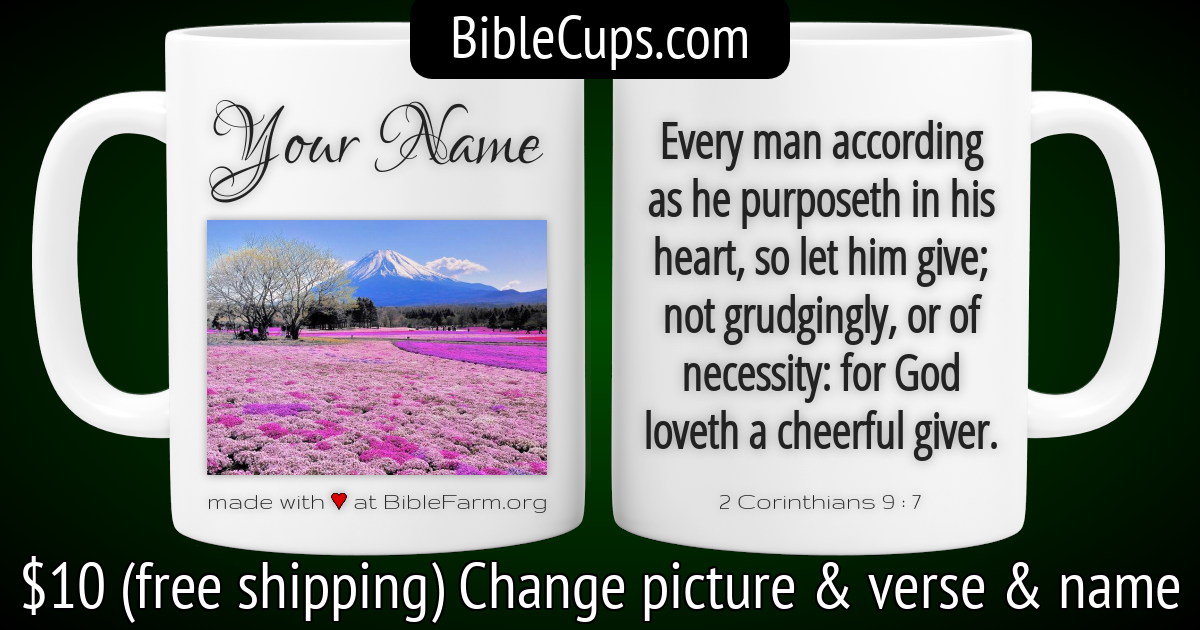 BibleCups.com
Your Name
made with ♥ at BibleFarm.org
Every man according
as he purposeth in his
heart, so let him give;
not grudgingly, or of
necessity: for God
loveth a cheerful giver.
2 Corinthians 9 : 7
$10 (free shipping) Change picture & verse & name